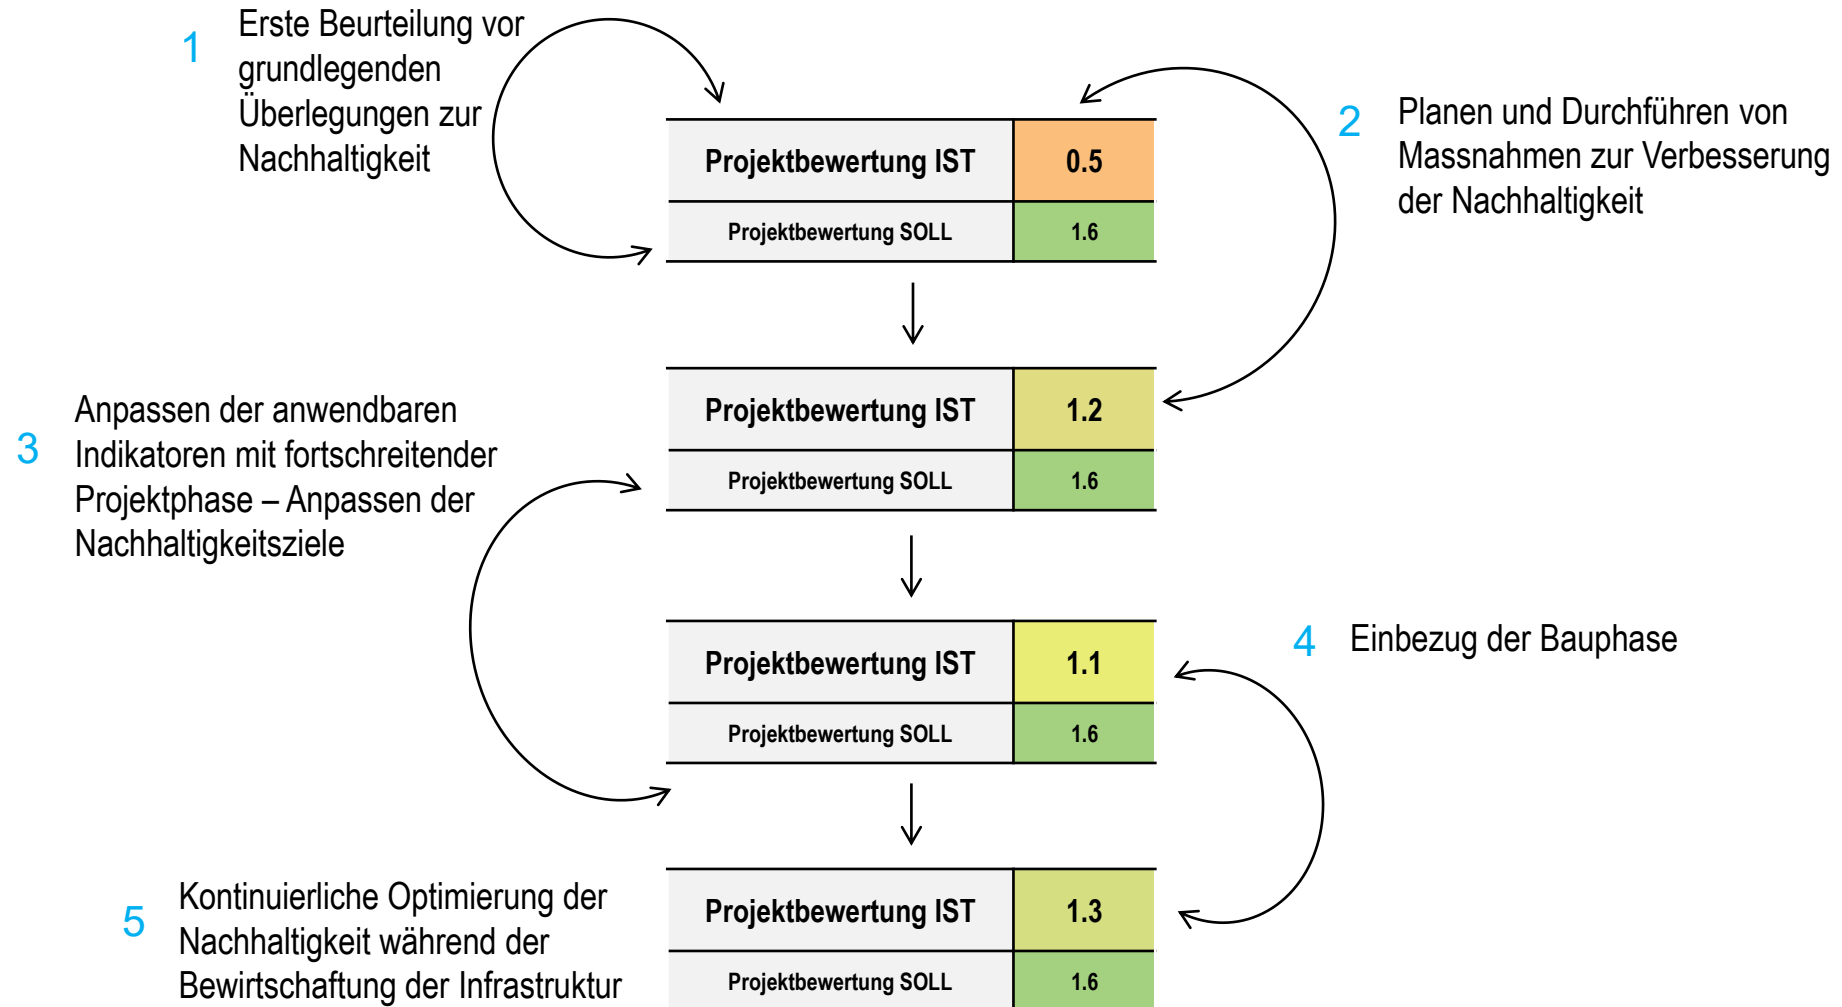 1
Erste Beurteilung vor
grundlegenden
Überlegungen zur
Nachhaltigkeit
Projektbewertung IST 0.5
Projektbewertung SOLL 1.6
2
Planen und Durchführen von
Massnahmen zur Verbesserung
der Nachhaltigkeit
Projektbewertung IST 1.2
Projektbewertung SOLL 1.6
3
Anpassen der anwendbaren
Indikatoren mit fortschreitender
Projektphase – Anpassen der
Nachhaltigkeitsziele
Projektbewertung IST 1.1
Projektbewertung SOLL 1.6
4
Einbezug der Bauphase
Projektbewertung IST 1.3
Projektbewertung SOLL 1.6
5
Kontinuierliche Optimierung der
Nachhaltigkeit während der
Bewirtschaftung der Infrastruktur